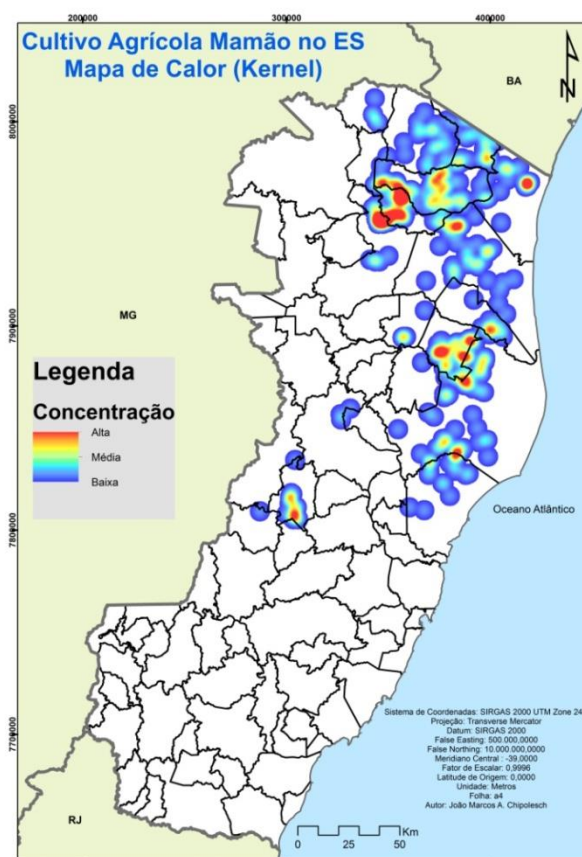 200000 300000 400000
Cultivo Agrícola Mamão no ES
Mapa de Calor (Kernel)
BA
N
8000000
7900000
MG
Legenda
Concentração
Alta
Média
Baixa
Oceano Atlântico
7800000
7700000
Sistema de Coordenadas: SIRGAS 2000 UTM Zone 24
Projeção: Transverse Mercator
Datum: SIRGAS 2000
False Easting: 500.000,0000
False Northing: 10.000.000,0000
Meridiano Central : -39,0000
Fator de Escalar: 0,9996
Latitude de Origem: 0,0000
Unidade: Metros
Folha: a4
Autor: João Marcos A. Chipolesch
RJ
Km
0 25 50